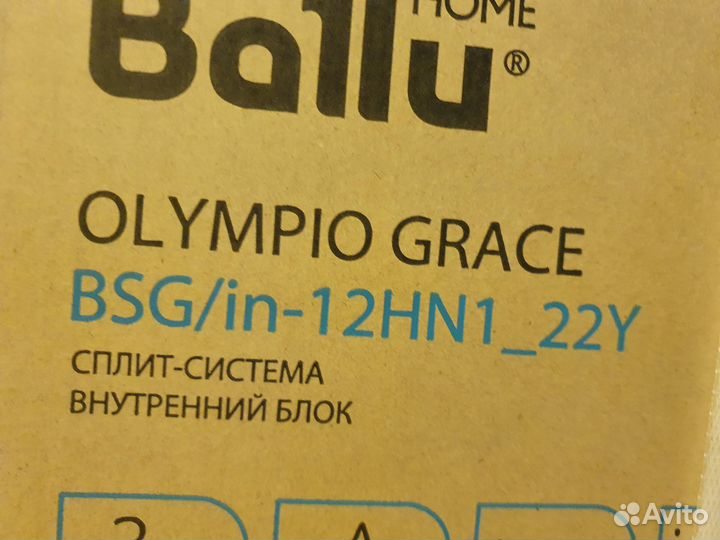 HOME
Ballu®
OLYMPIO GRACE
BSG/in-12HN1_22Y
СПЛИТ-СИСТЕМА
ВНУТРЕННИЙ БЛОК
Avito